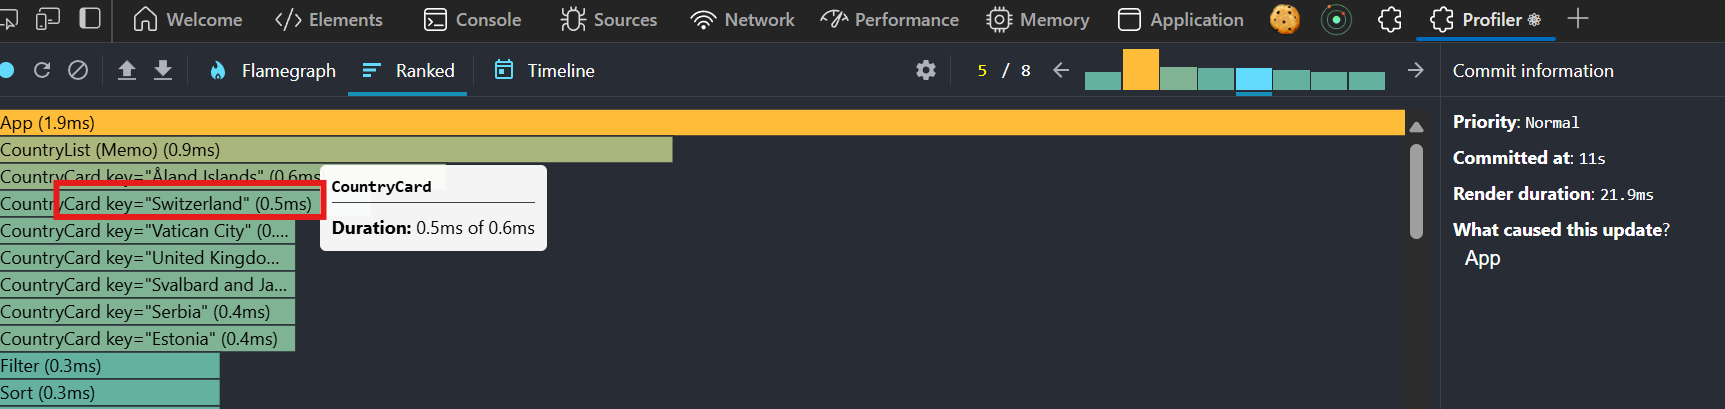 Welcome
Elements
Console
Sources
Network
Performance
Memory
Application
Profiler ⚛
Flamegraph
Ranked
Timeline
5 / 8
Commit information
App (1.9ms)
CountryList (Memo) (0.9ms)
CountryCard key="Åland Islands" (0.6ms
CountryCard key="Switzerland" (0.5ms)
CountryCard key="Vatican City" (0....
CountryCard key="United Kingdo...
CountryCard key="Svalbard and Ja...
CountryCard key="Serbia" (0.4ms)
CountryCard key="Estonia" (0.4ms)
Filter (0.3ms)
Sort (0.3ms)
CountryCard
Duration: 0.5ms of 0.6ms
Priority: Normal
Committed at: 11s
Render duration: 21.9ms
What caused this update?
App